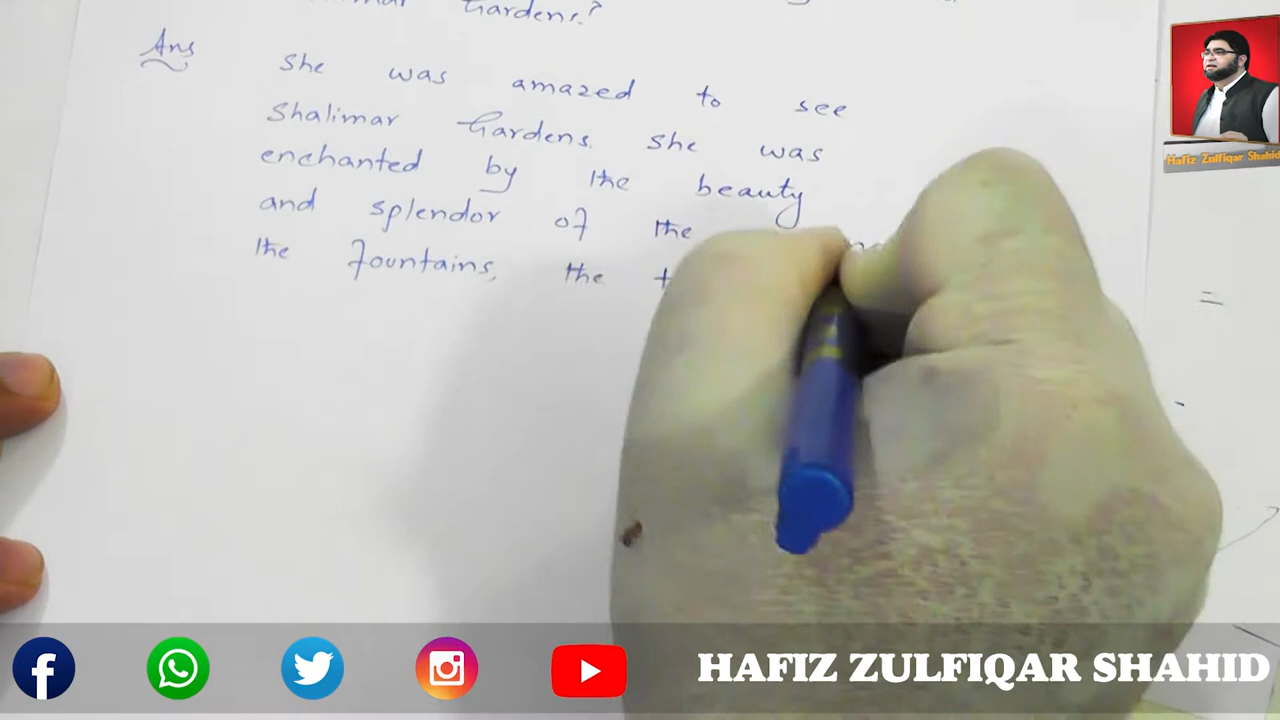 Gardens?
Ans
She was amazed to see
Shalimar Gardens. She was
enchanted by the beauty
and splendor of the
the fountains, the
Hafiz Zulfiqar Shahid
HAFIZ ZULFIQAR SHAHID